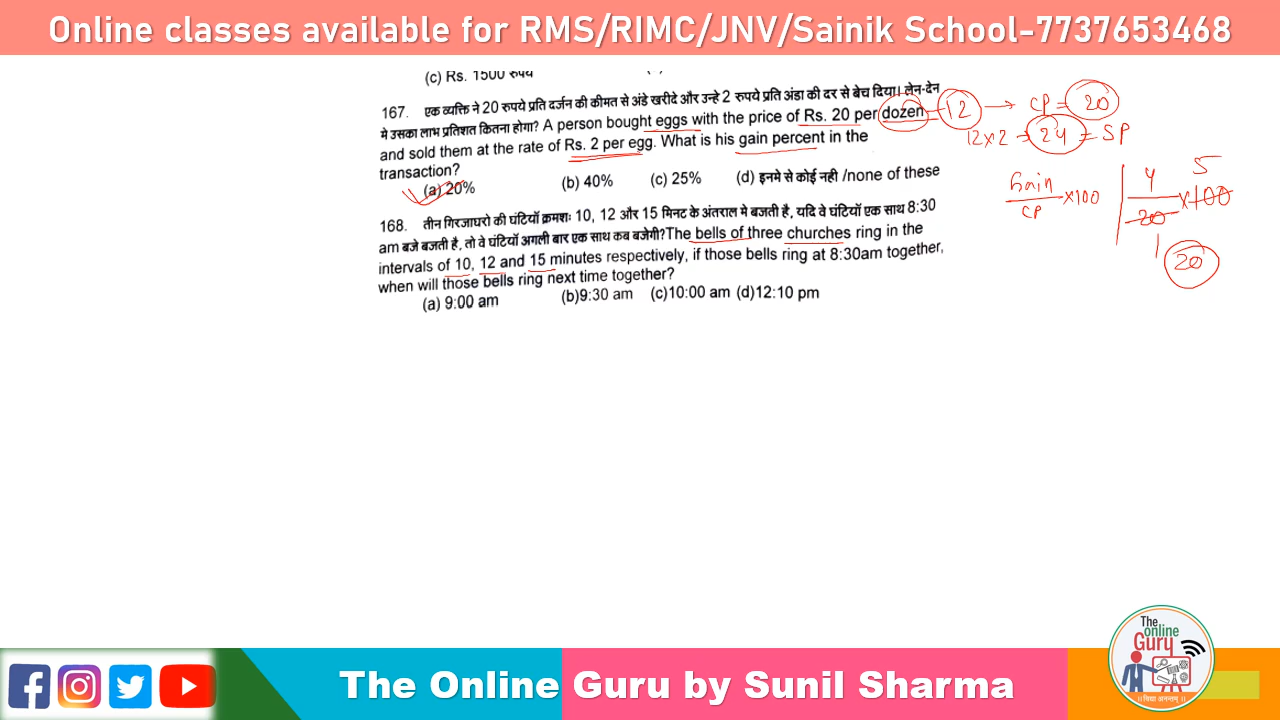 Online classes available for RMS/RIMC/JNV/Sainik School-7737653468
(c) Rs. 1500 रुपय
167. एक व्यक्ति ने 20 रुपये प्रति दर्जन की कीमत से अंडे खरीदे और उन्हे 2 रुपये प्रति अंडा की दर से बेच दिया। लेन-देन
मे उसका लाभ प्रतिशत कितना होगा? A person bought eggs with the price of Rs. 20 per dozen
and sold them at the rate of Rs. 2 per egg. What is his gain percent in the
transaction?
(a) 20% (b) 40% (c) 25% (d) इनमे से कोई नही /none of these
168. तीन गिरजाघरो की घंटियॉ क्रमशः 10, 12 और 15 मिनट के अंतराल मे बजती है, यदि वे घंटियॉ एक साथ 8:30
am बजे बजती है, तो वे घंटियॉ अगली बार एक साथ कब बजेगी? The bells of three churches ring in the
intervals of 10, 12 and 15 minutes respectively, if those bells ring at 8:30am together,
when will those bells ring next time together?
(a) 9:00 am (b)9:30 am (c)10:00 am (d)12:10 pm
12 → CP = 20
12×2 = 24 = SP
Gain/CP ×100
4/20 ×100
5
1
20
The Online Guru
The Online Guru by Sunil Sharma